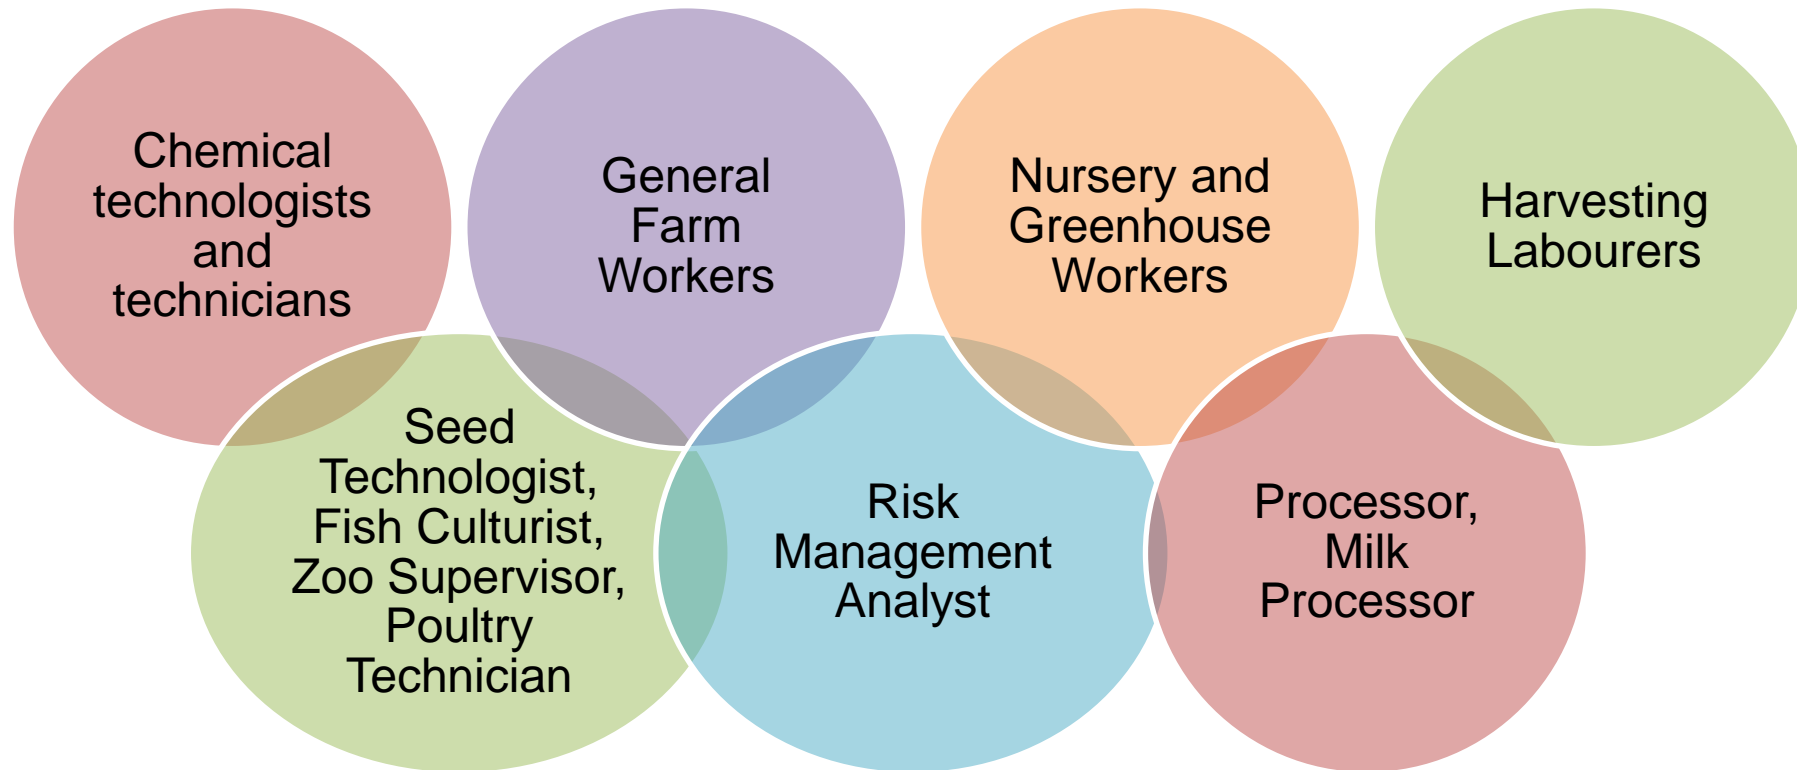 Chemical
technologists
and
technicians
General
Farm
Workers
Nursery and
Greenhouse
Workers
Harvesting
Labourers
Seed
Technologist,
Fish Culturist,
Zoo Supervisor,
Poultry
Technician
Risk
Management
Analyst
Processor,
Milk
Processor